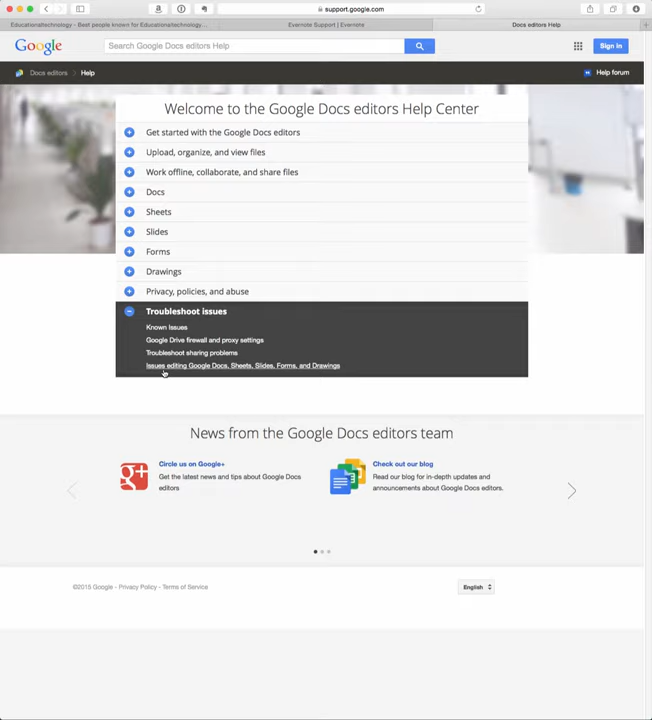 support.google.com
Educationaltechnology - Best people known for Educationaltechnology...
Evernote Support | Evernote
Docs editors Help
Google
Search Google Docs editors Help
Sign in
Docs editors
Help
Help forum
Welcome to the Google Docs editors Help Center
Get started with the Google Docs editors
Upload, organize, and view files
Work offline, collaborate, and share files
Docs
Sheets
Slides
Forms
Drawings
Privacy, policies, and abuse
Troubleshoot issues
Known Issues
Google Drive firewall and proxy settings
Troubleshoot sharing problems
Issues editing Google Docs, Sheets, Slides, Forms, and Drawings
News from the Google Docs editors team
Circle us on Google+
Get the latest news and tips about Google Docs
editors
Check out our blog
Read our blog for in-depth updates and
announcements about Google Docs editors.
©2015 Google - Privacy Policy - Terms of Service
English